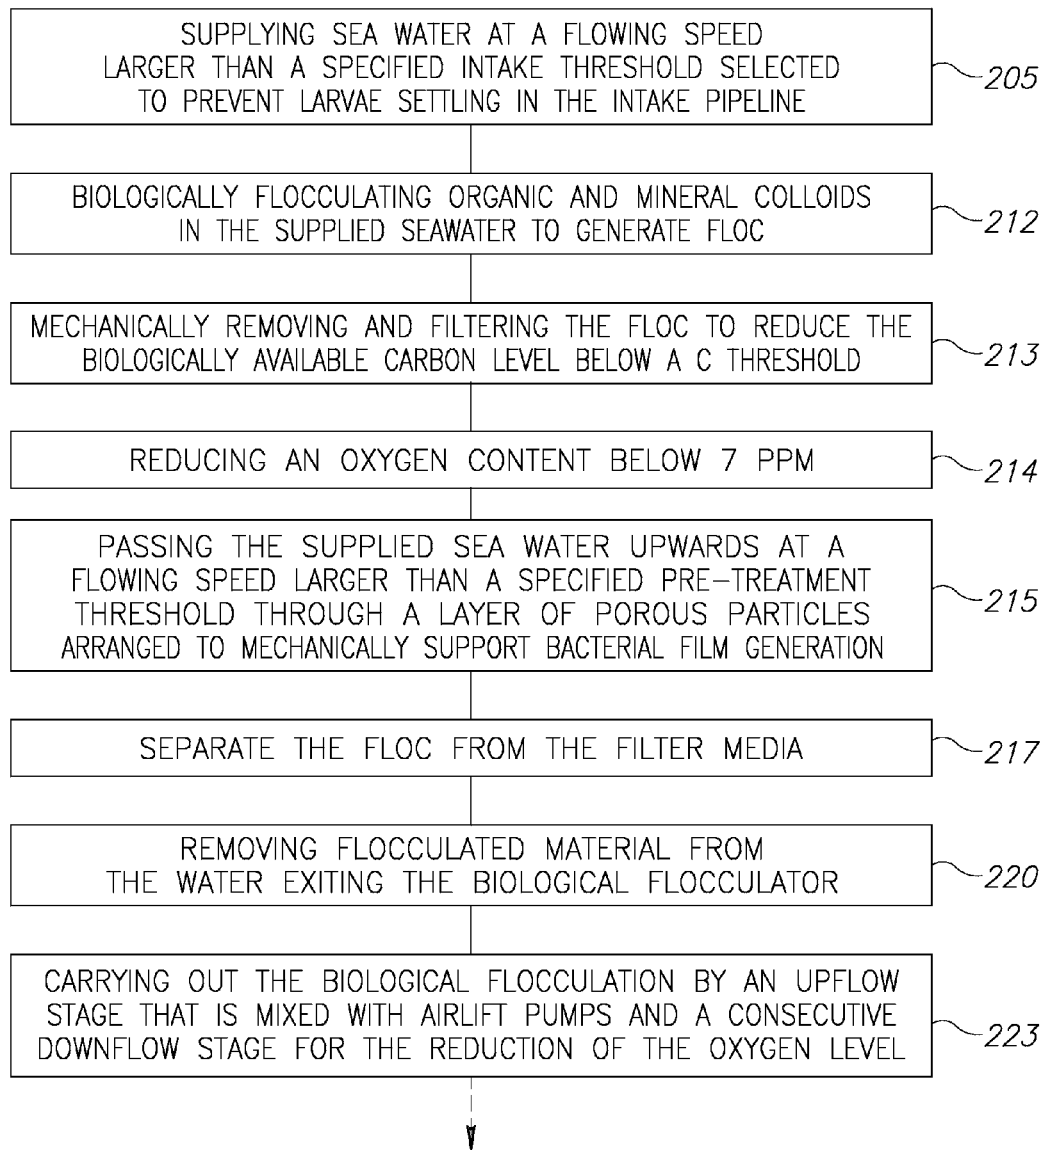 SUPPLYING SEA WATER AT A FLOWING SPEED
LARGER THAN A SPECIFIED INTAKE THRESHOLD SELECTED
TO PREVENT LARVAE SETTLING IN THE INTAKE PIPELINE
205
BIOLOGICALLY FLOCCULATING ORGANIC AND MINERAL COLLOIDS
IN THE SUPPLIED SEAWATER TO GENERATE FLOC
212
MECHANICALLY REMOVING AND FILTERING THE FLOC TO REDUCE THE
BIOLOGICALLY AVAILABLE CARBON LEVEL BELOW A C THRESHOLD
213
REDUCING AN OXYGEN CONTENT BELOW 7 PPM
214
PASSING THE SUPPLIED SEA WATER UPWARDS AT A
FLOWING SPEED LARGER THAN A SPECIFIED PRE-TREATMENT
THRESHOLD THROUGH A LAYER OF POROUS PARTICLES
ARRANGED TO MECHANICALLY SUPPORT BACTERIAL FILM GENERATION
215
SEPARATE THE FLOC FROM THE FILTER MEDIA
217
REMOVING FLOCCULATED MATERIAL FROM
THE WATER EXITING THE BIOLOGICAL FLOCCULATOR
220
CARRYING OUT THE BIOLOGICAL FLOCCULATION BY AN UPFLOW
STAGE THAT IS MIXED WITH AIRLIFT PUMPS AND A CONSECUTIVE
DOWNFLOW STAGE FOR THE REDUCTION OF THE OXYGEN LEVEL
223